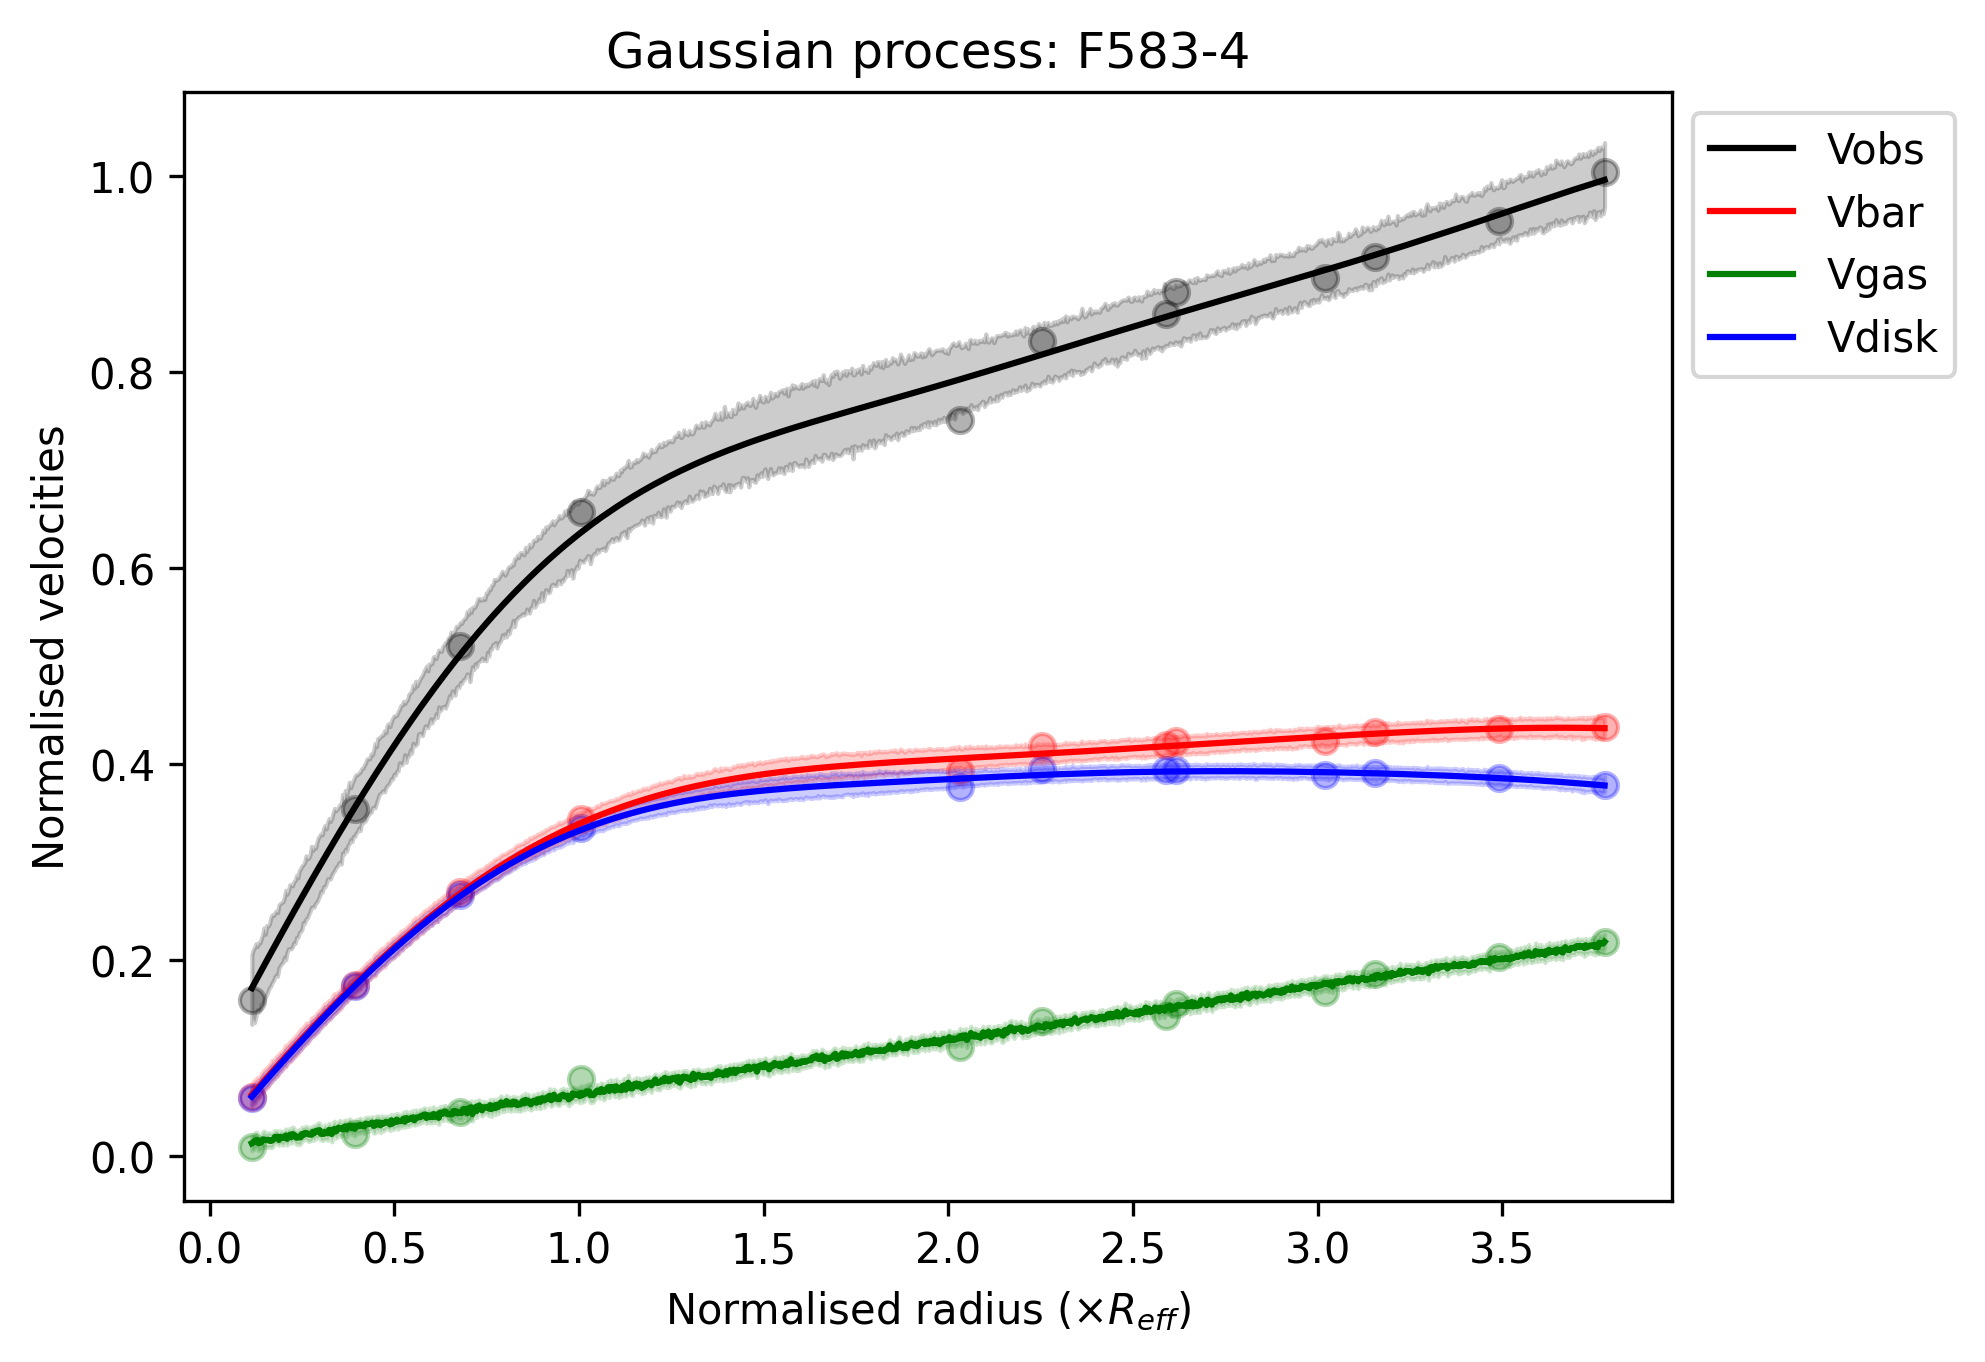 Gaussian process: F583-4
Vobs
Vbar
Vgas
Vdisk
Normalised velocities
1.0
0.8
0.6
0.4
0.2
0.0
0.0 0.5 1.0 1.5 2.0 2.5 3.0 3.5
Normalised radius (×R_eff)